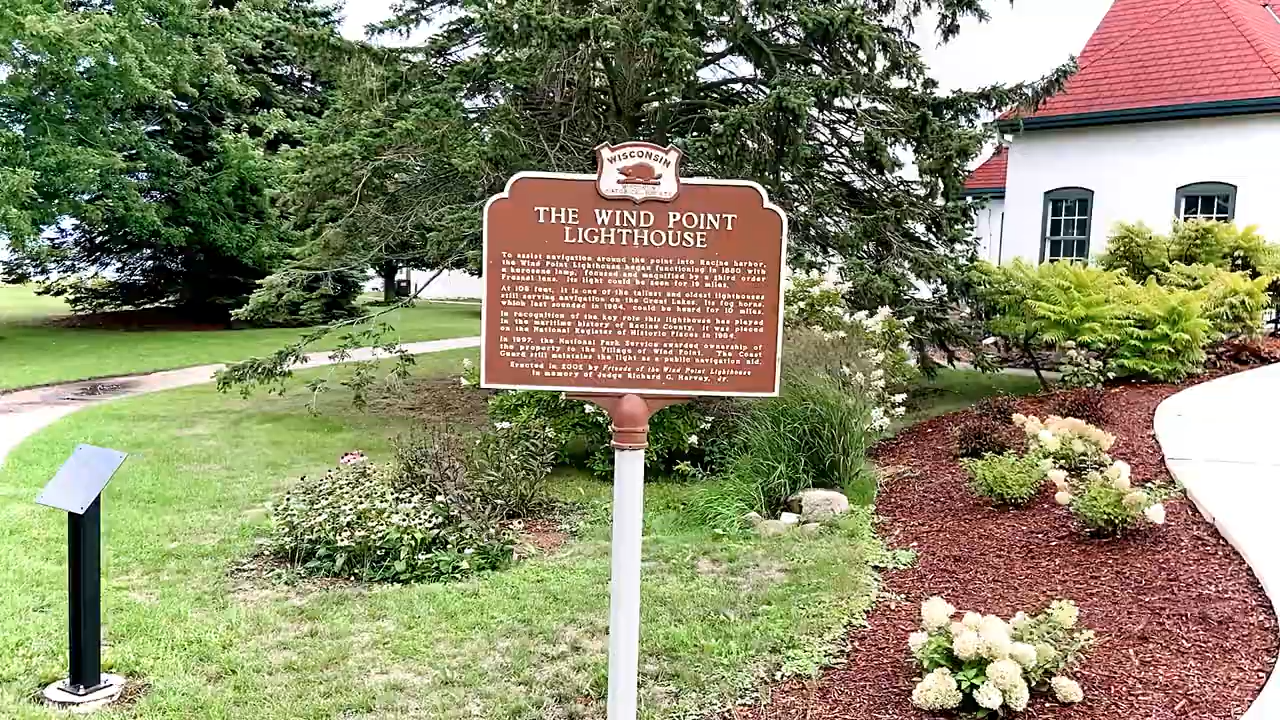 WISCONSIN
THE WIND POINT
LIGHTHOUSE
To assist navigation around the point into Racine harbor,
the Wind Point Lighthouse began functioning in 1880 with
a kerosene lamp, focused and magnified by a third order
Fresnel lens. Its light could be seen for 19 miles.
At 108 feet, it is one of the tallest and oldest lighthouses
still serving navigation on the Great Lakes. Its fog horns,
which last sounded in 1964, could be heard for 10 miles.
In recognition of the key role this lighthouse has played
in the maritime history of Racine County, it was placed
on the National Register of Historic Places in 1984.
In 1997, the National Park Service awarded ownership of
the property to the Village of Wind Point. The Coast
Guard still maintains the light as a public navigation aid.
Erected in 2002 by Friends of the Wind Point Lighthouse
in memory of Judge Richard G. Harvey, Jr.